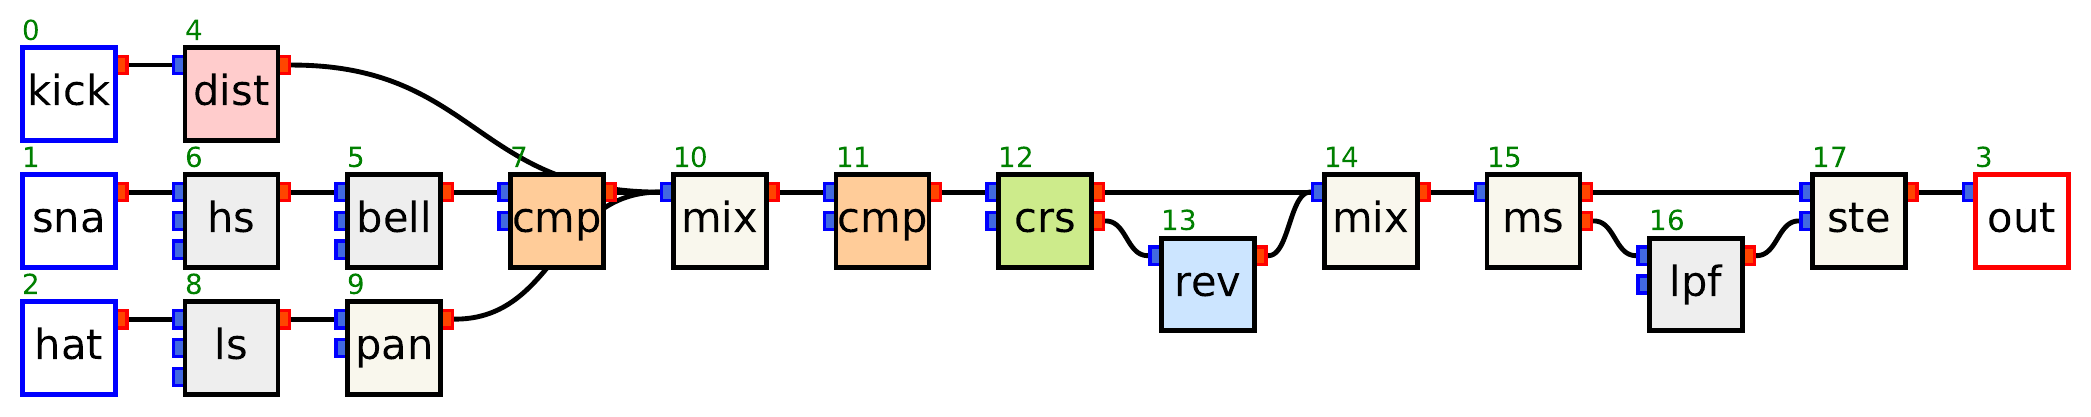 0 4
kick dist
1 6 5 7 10 11 12 14 15 17 3
sna hs bell cmp mix cmp crs mix ms ste out
13 16
rev lpf
2 8 9
hat ls pan